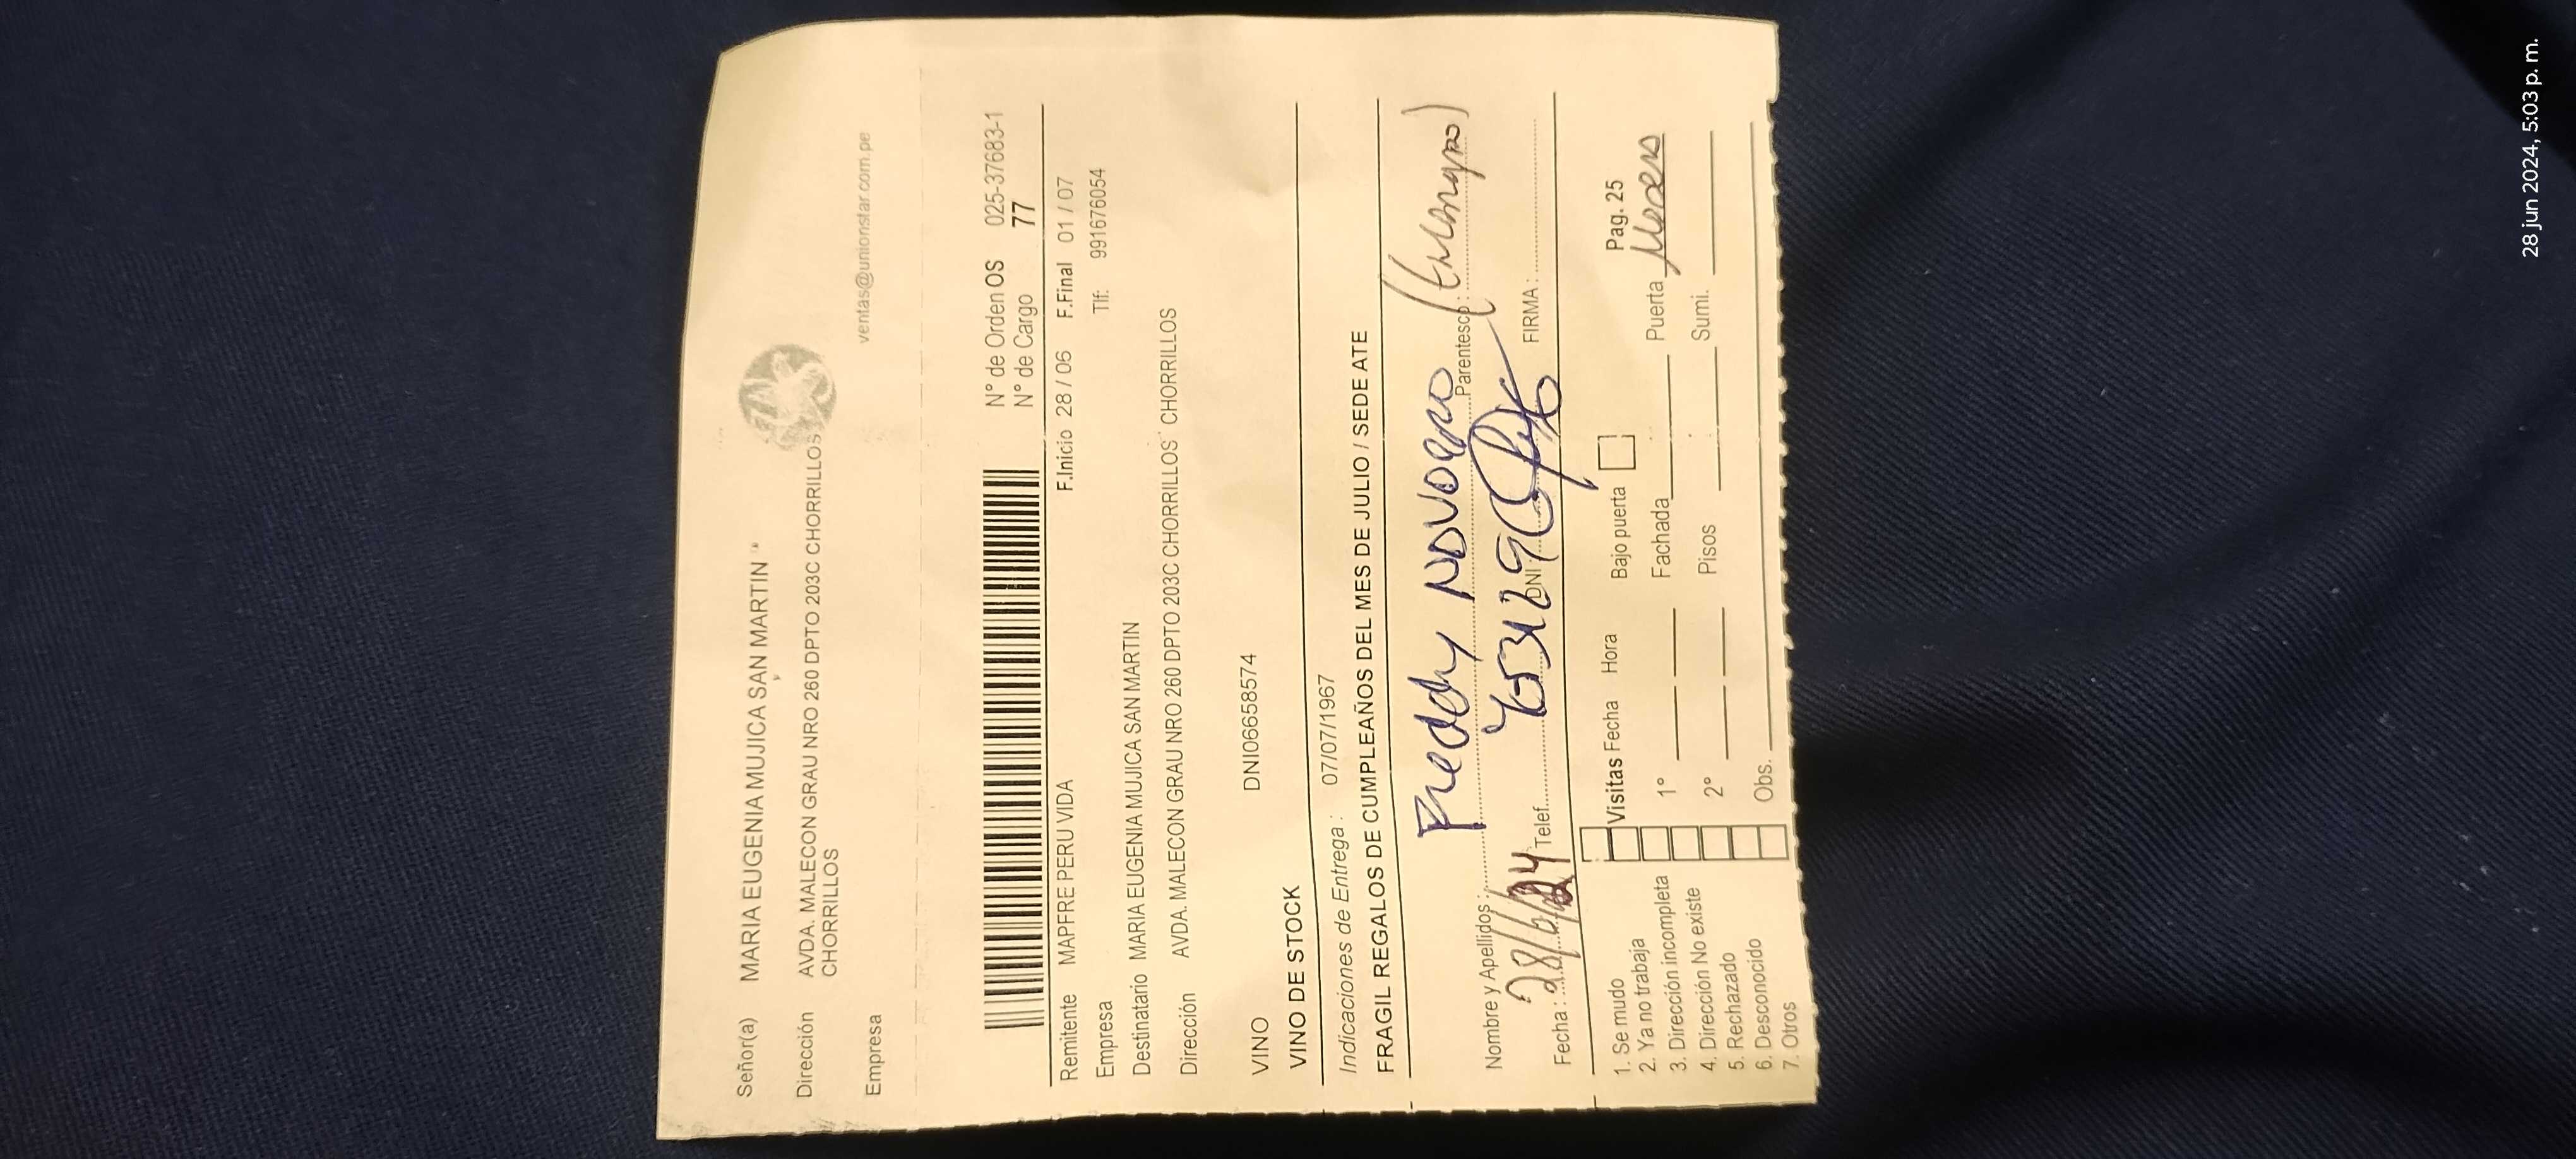 Señor(a) MARIA EUGENIA MUJICA SAN MARTIN
Dirección AVDA. MALECON GRAU NRO 260 DPTO 203C CHORRILLOS
CHORRILLOS
Empresa ventas@unionstar.com.pe
N° de Orden OS 025-37683-1
N° de Cargo 77
Remitente MAPFRE PERU VIDA F.Inicio 28 / 06 F.Final 01 / 07
Empresa Tlf: 991676054
Destinatario MARIA EUGENIA MUJICA SAN MARTIN
Dirección AVDA. MALECON GRAU NRO 260 DPTO 203C CHORRILLOS CHORRILLOS
VINO DNI06658574
VINO DE STOCK
Indicaciones de Entrega : 07/07/1967
FRAGIL REGALOS DE CUMPLEAÑOS DEL MES DE JULIO / SEDE ATE
Nombre y Apellidos : Freddy Parentesco :
Fecha : 28/6/24 Telef. DNI FIRMA :
1. Se mudo Visitas Fecha Hora Bajo puerta Pag. 25
2. Ya no trabaja 1° Fachada Puerta
3. Dirección incompleta
4. Dirección No existe 2° Pisos Sumi.
5. Rechazado
6. Desconocido Obs.
7. Otros
28 jun 2024, 5:03 p. m.